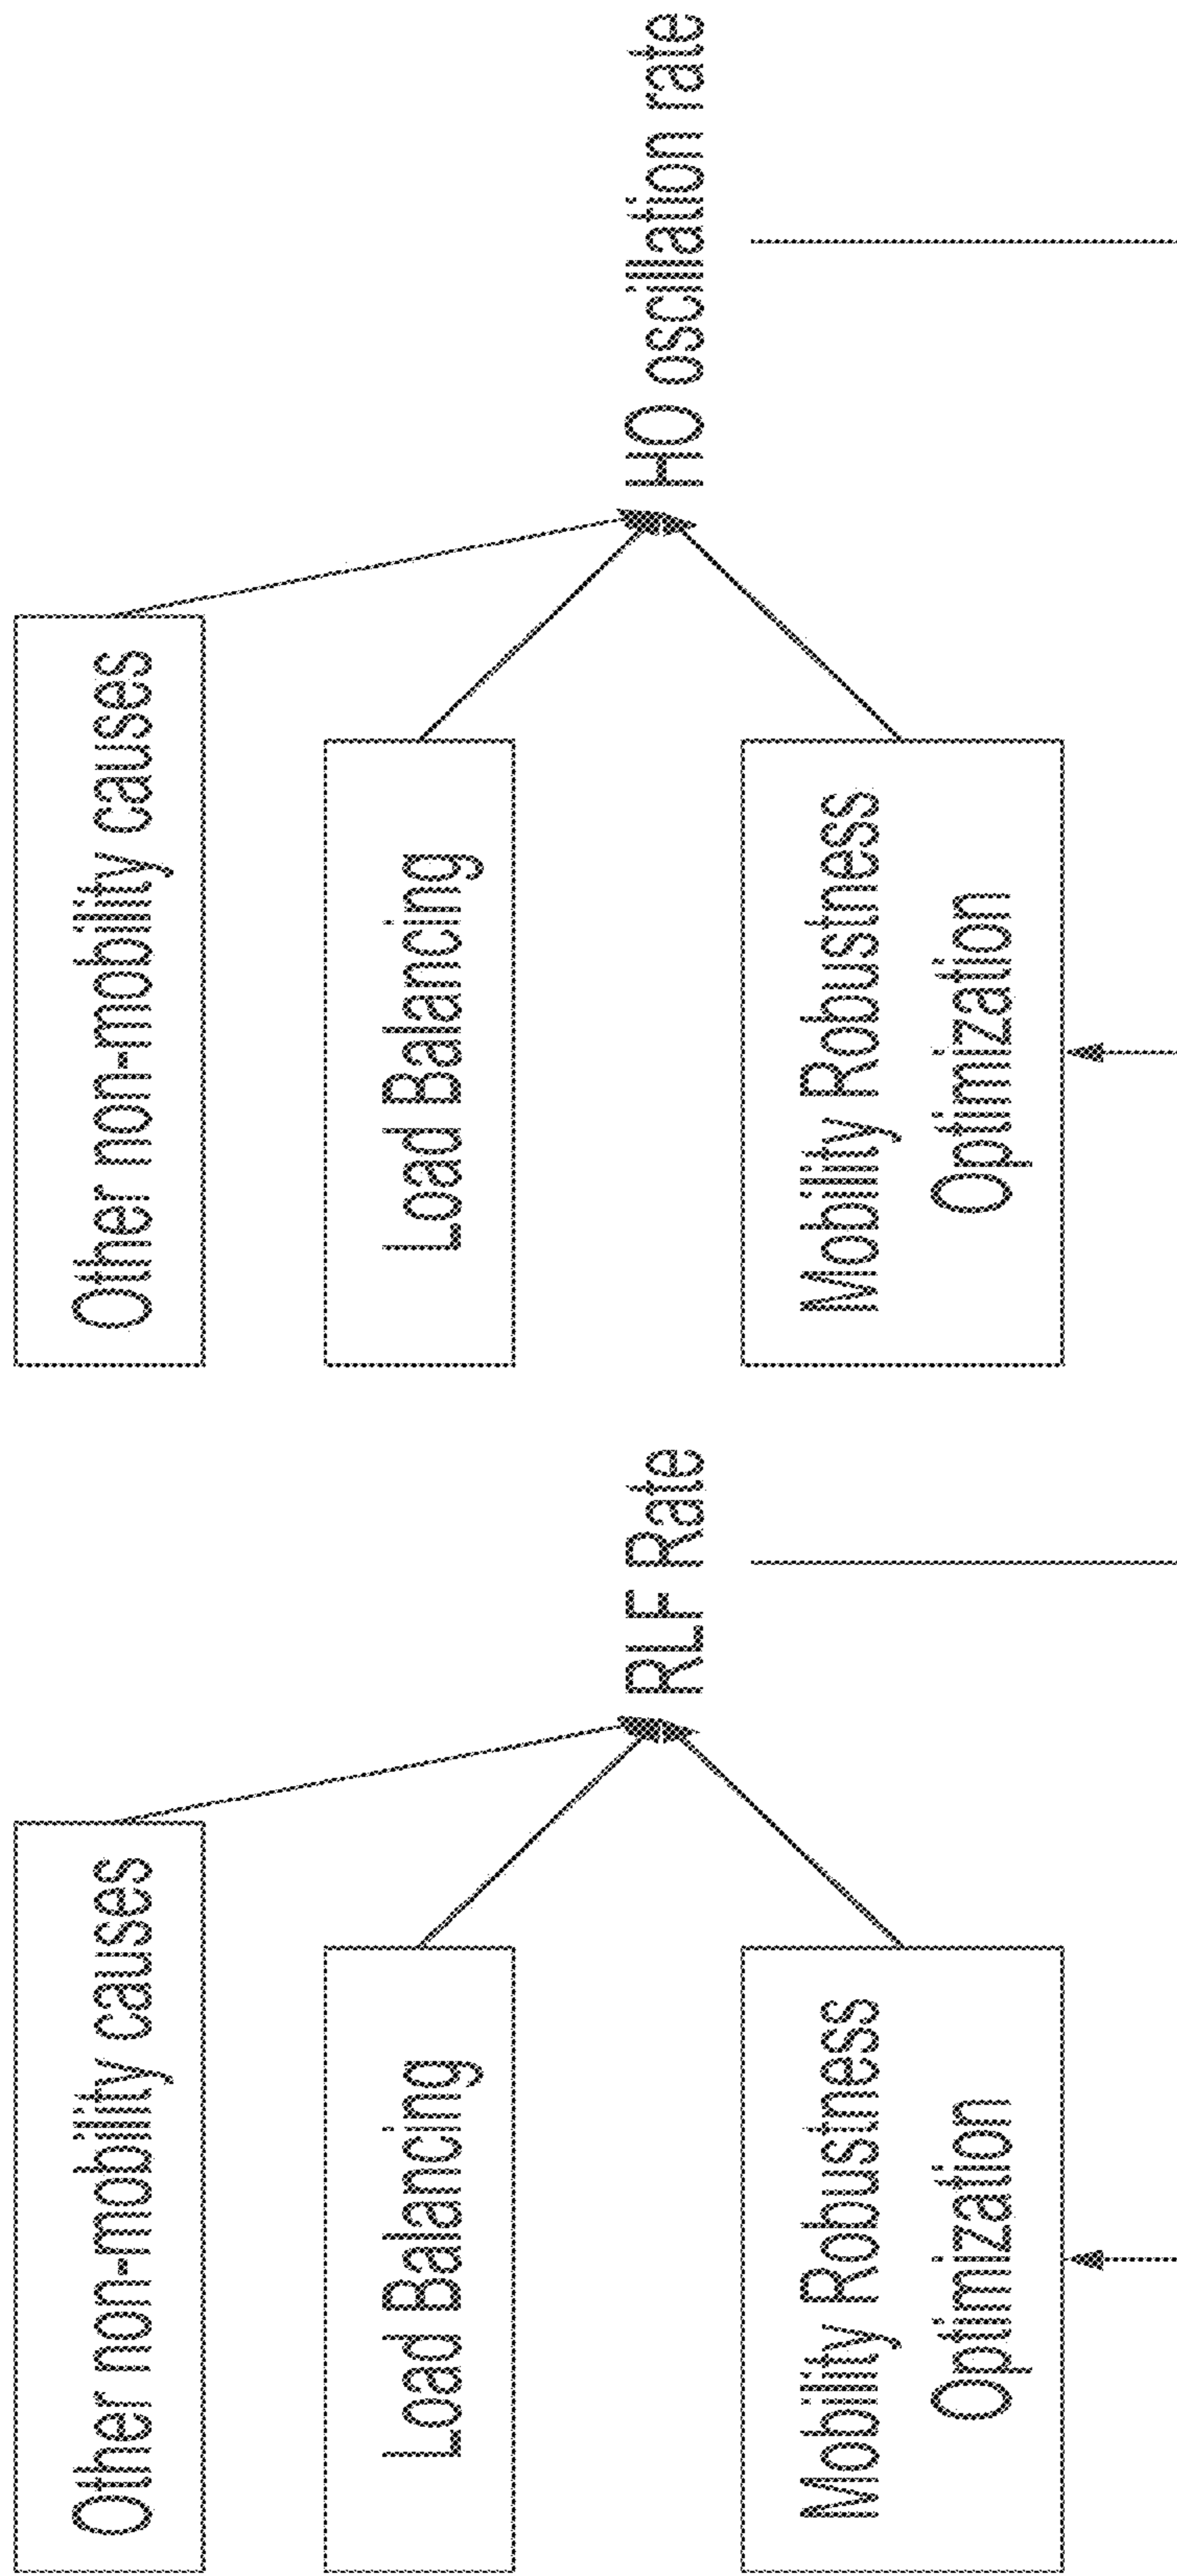 Other non-mobility causes
Load Balancing
Mobility Robustness
Optimization
RLF Rate
Other non-mobility causes
Load Balancing
Mobility Robustness
Optimization
HO oscillation rate